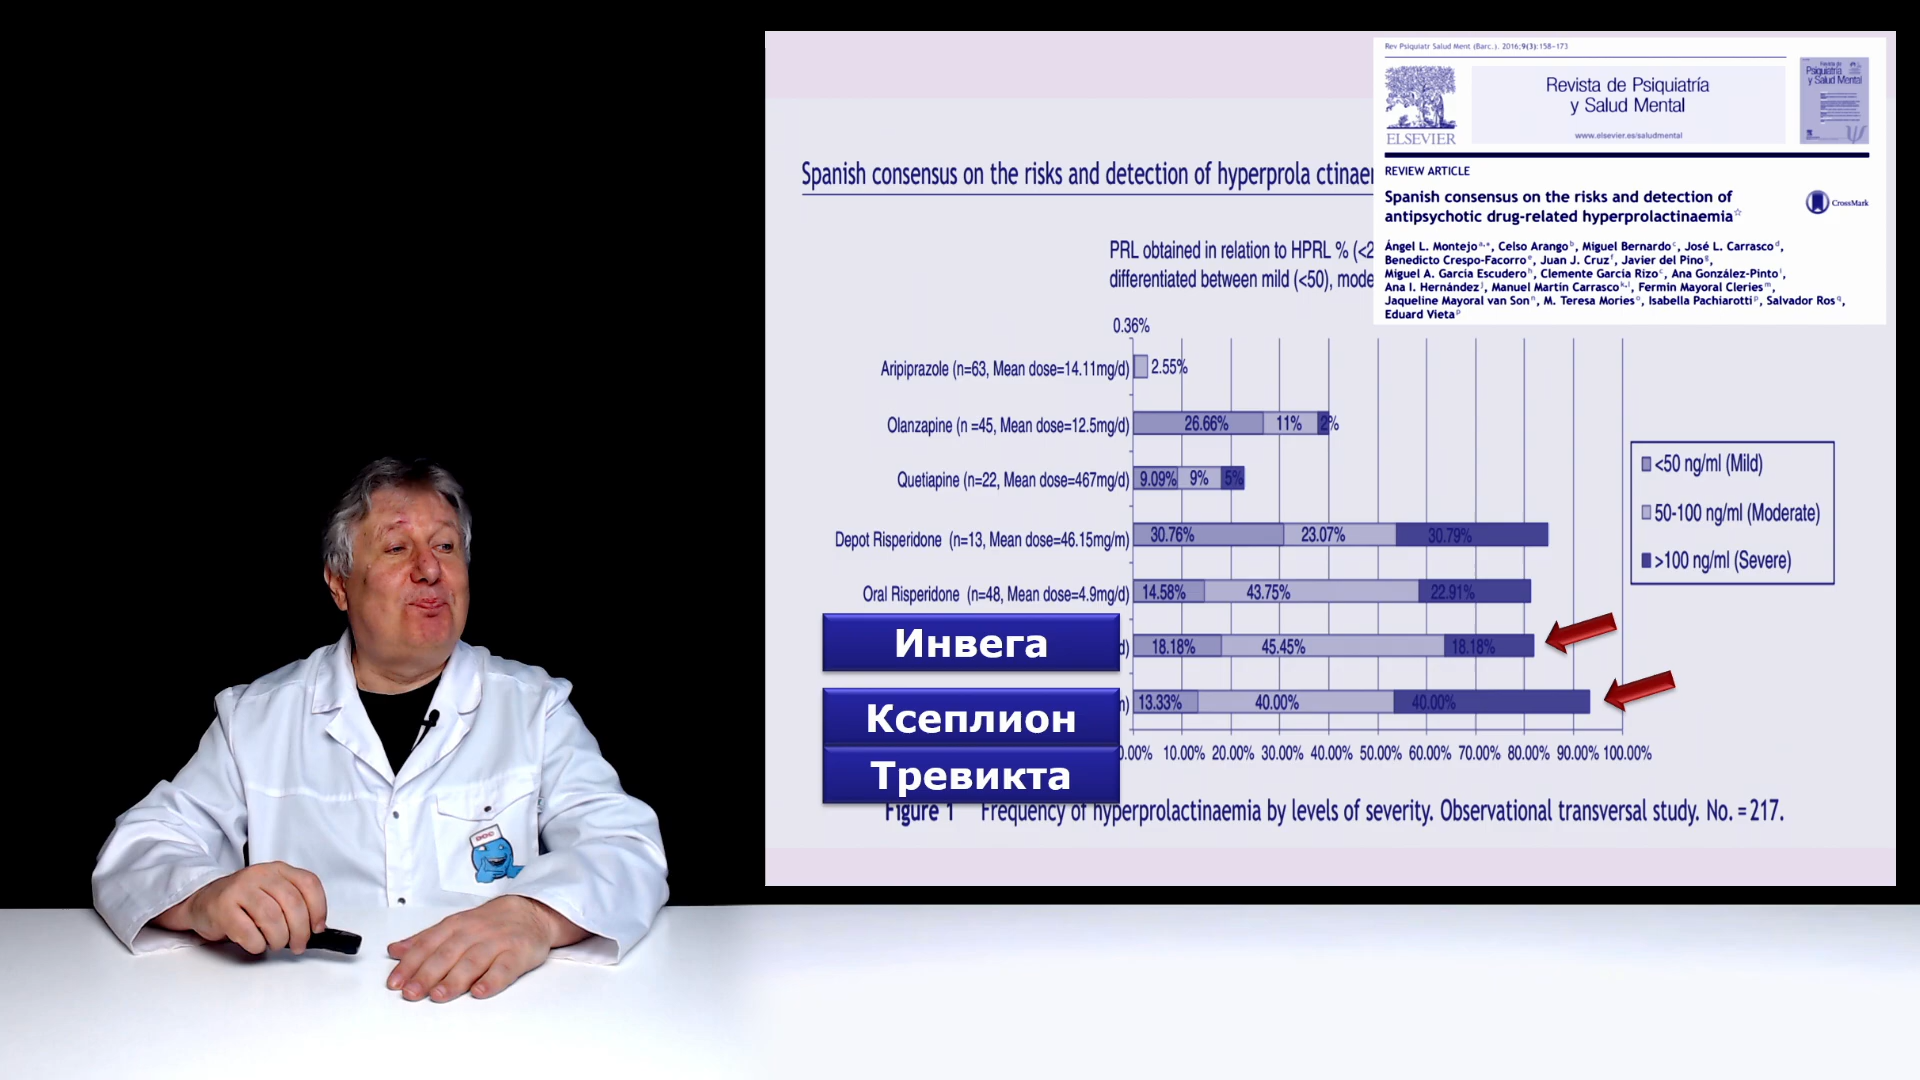 Rev Psiquiatr Salud Ment (Barc.). 2016;9(3):158-173
ELSEVIER
Revista de Psiquiatría
y Salud Mental
www.elsevier.es/saludmental
Revista de
Psiquiatría
y Salud Mental
REVIEW ARTICLE
Spanish consensus on the risks and detection of
antipsychotic drug-related hyperprolactinaemia☆
CrossMark
Ángel L. Montejo a,*, Celso Arango b, Miguel Bernardo c, José L. Carrasco d,
Benedicto Crespo-Facorro e, Juan J. Cruz f, Javier del Pino g,
Miguel A. García Escudero h, Clemente García Rizo c, Ana González-Pinto i,
Ana I. Hernández j, Manuel Martín Carrasco k,l, Fermin Mayoral Cleries m,
Jaqueline Mayoral van Son n, M. Teresa Mories o, Isabella Pachiarotti p, Salvador Ros q,
Eduard Vieta p
Spanish consensus on the risks and detection of hyperprola ctinaem
PRL obtained in relation to HPRL % (<2
differentiated between mild (<50), mode
0.36%
Aripiprazole (n=63, Mean dose=14.11mg/d) 2.55%
Olanzapine (n =45, Mean dose=12.5mg/d) 26.66% 11% 2%
Quetiapine (n=22, Mean dose=467mg/d) 9.09% 9% 5%
Depot Risperidone (n=13, Mean dose=46.15mg/m) 30.76% 23.07% 30.79%
Oral Risperidone (n=48, Mean dose=4.9mg/d) 14.58% 43.75% 22.91%
Инвега d) 18.18% 45.45% 18.18%
Ксеплион 13.33% 40.00% 40.00%
Тревикта
0.00% 10.00% 20.00% 30.00% 40.00% 50.00% 60.00% 70.00% 80.00% 90.00% 100.00%
<50 ng/ml (Mild)
50-100 ng/ml (Moderate)
>100 ng/ml (Severe)
Figure 1 Frequency of hyperprolactinaemia by levels of severity. Observational transversal study. No. = 217.